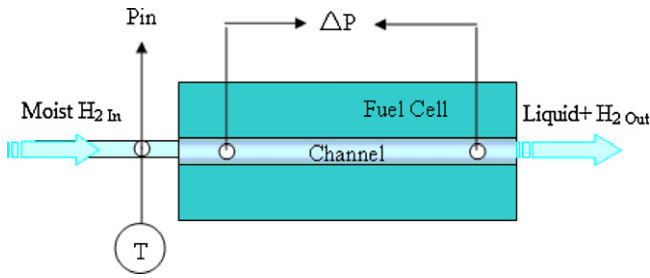 Pin
△P
Moist H2 In
Fuel Cell
Liquid+ H2 Out
Channel
T